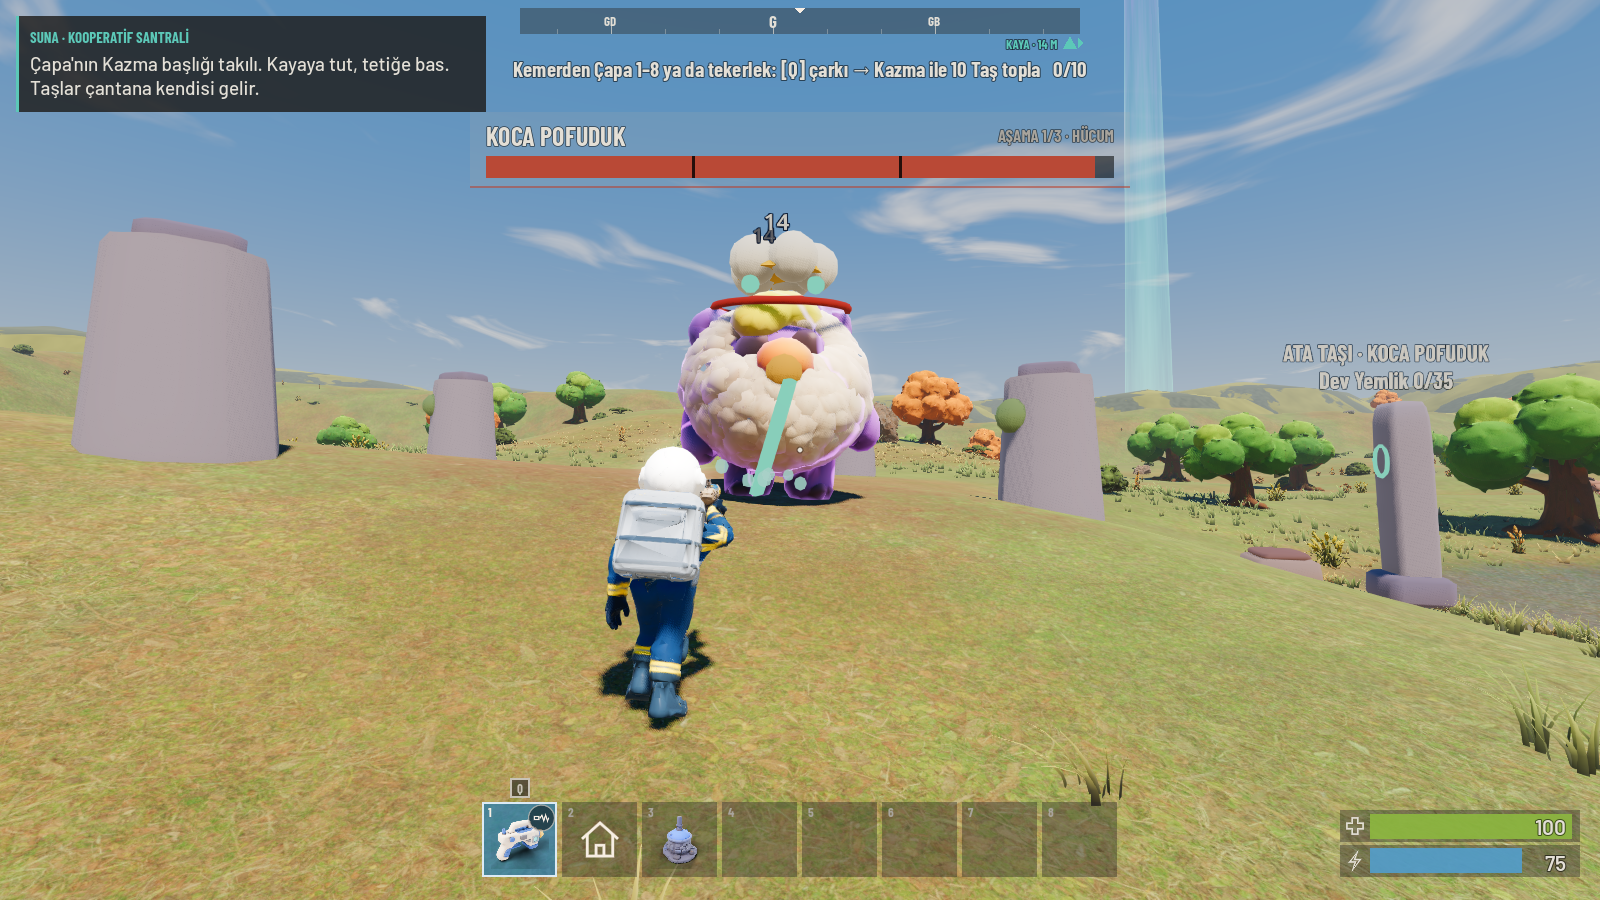 SUNA · KOOPERATİF SANTRALİ
Çapa'nın Kazma başlığı takılı. Kayaya tut, tetiğe bas.
Taşlar çantana kendisi gelir.
GD
G
GB
KAYA · 14 M
Kemerden Çapa 1-8 ya da tekerlek: [Q] çarkı → Kazma ile 10 Taş topla 0/10
KOCA POFUDUK
AŞAMA 1/3 · HÜCUM
14
14
ATA TAŞI · KOCA POFUDUK
Dev Yemlik 0/35
Q
1
2
3
4
5
6
7
8
100
75